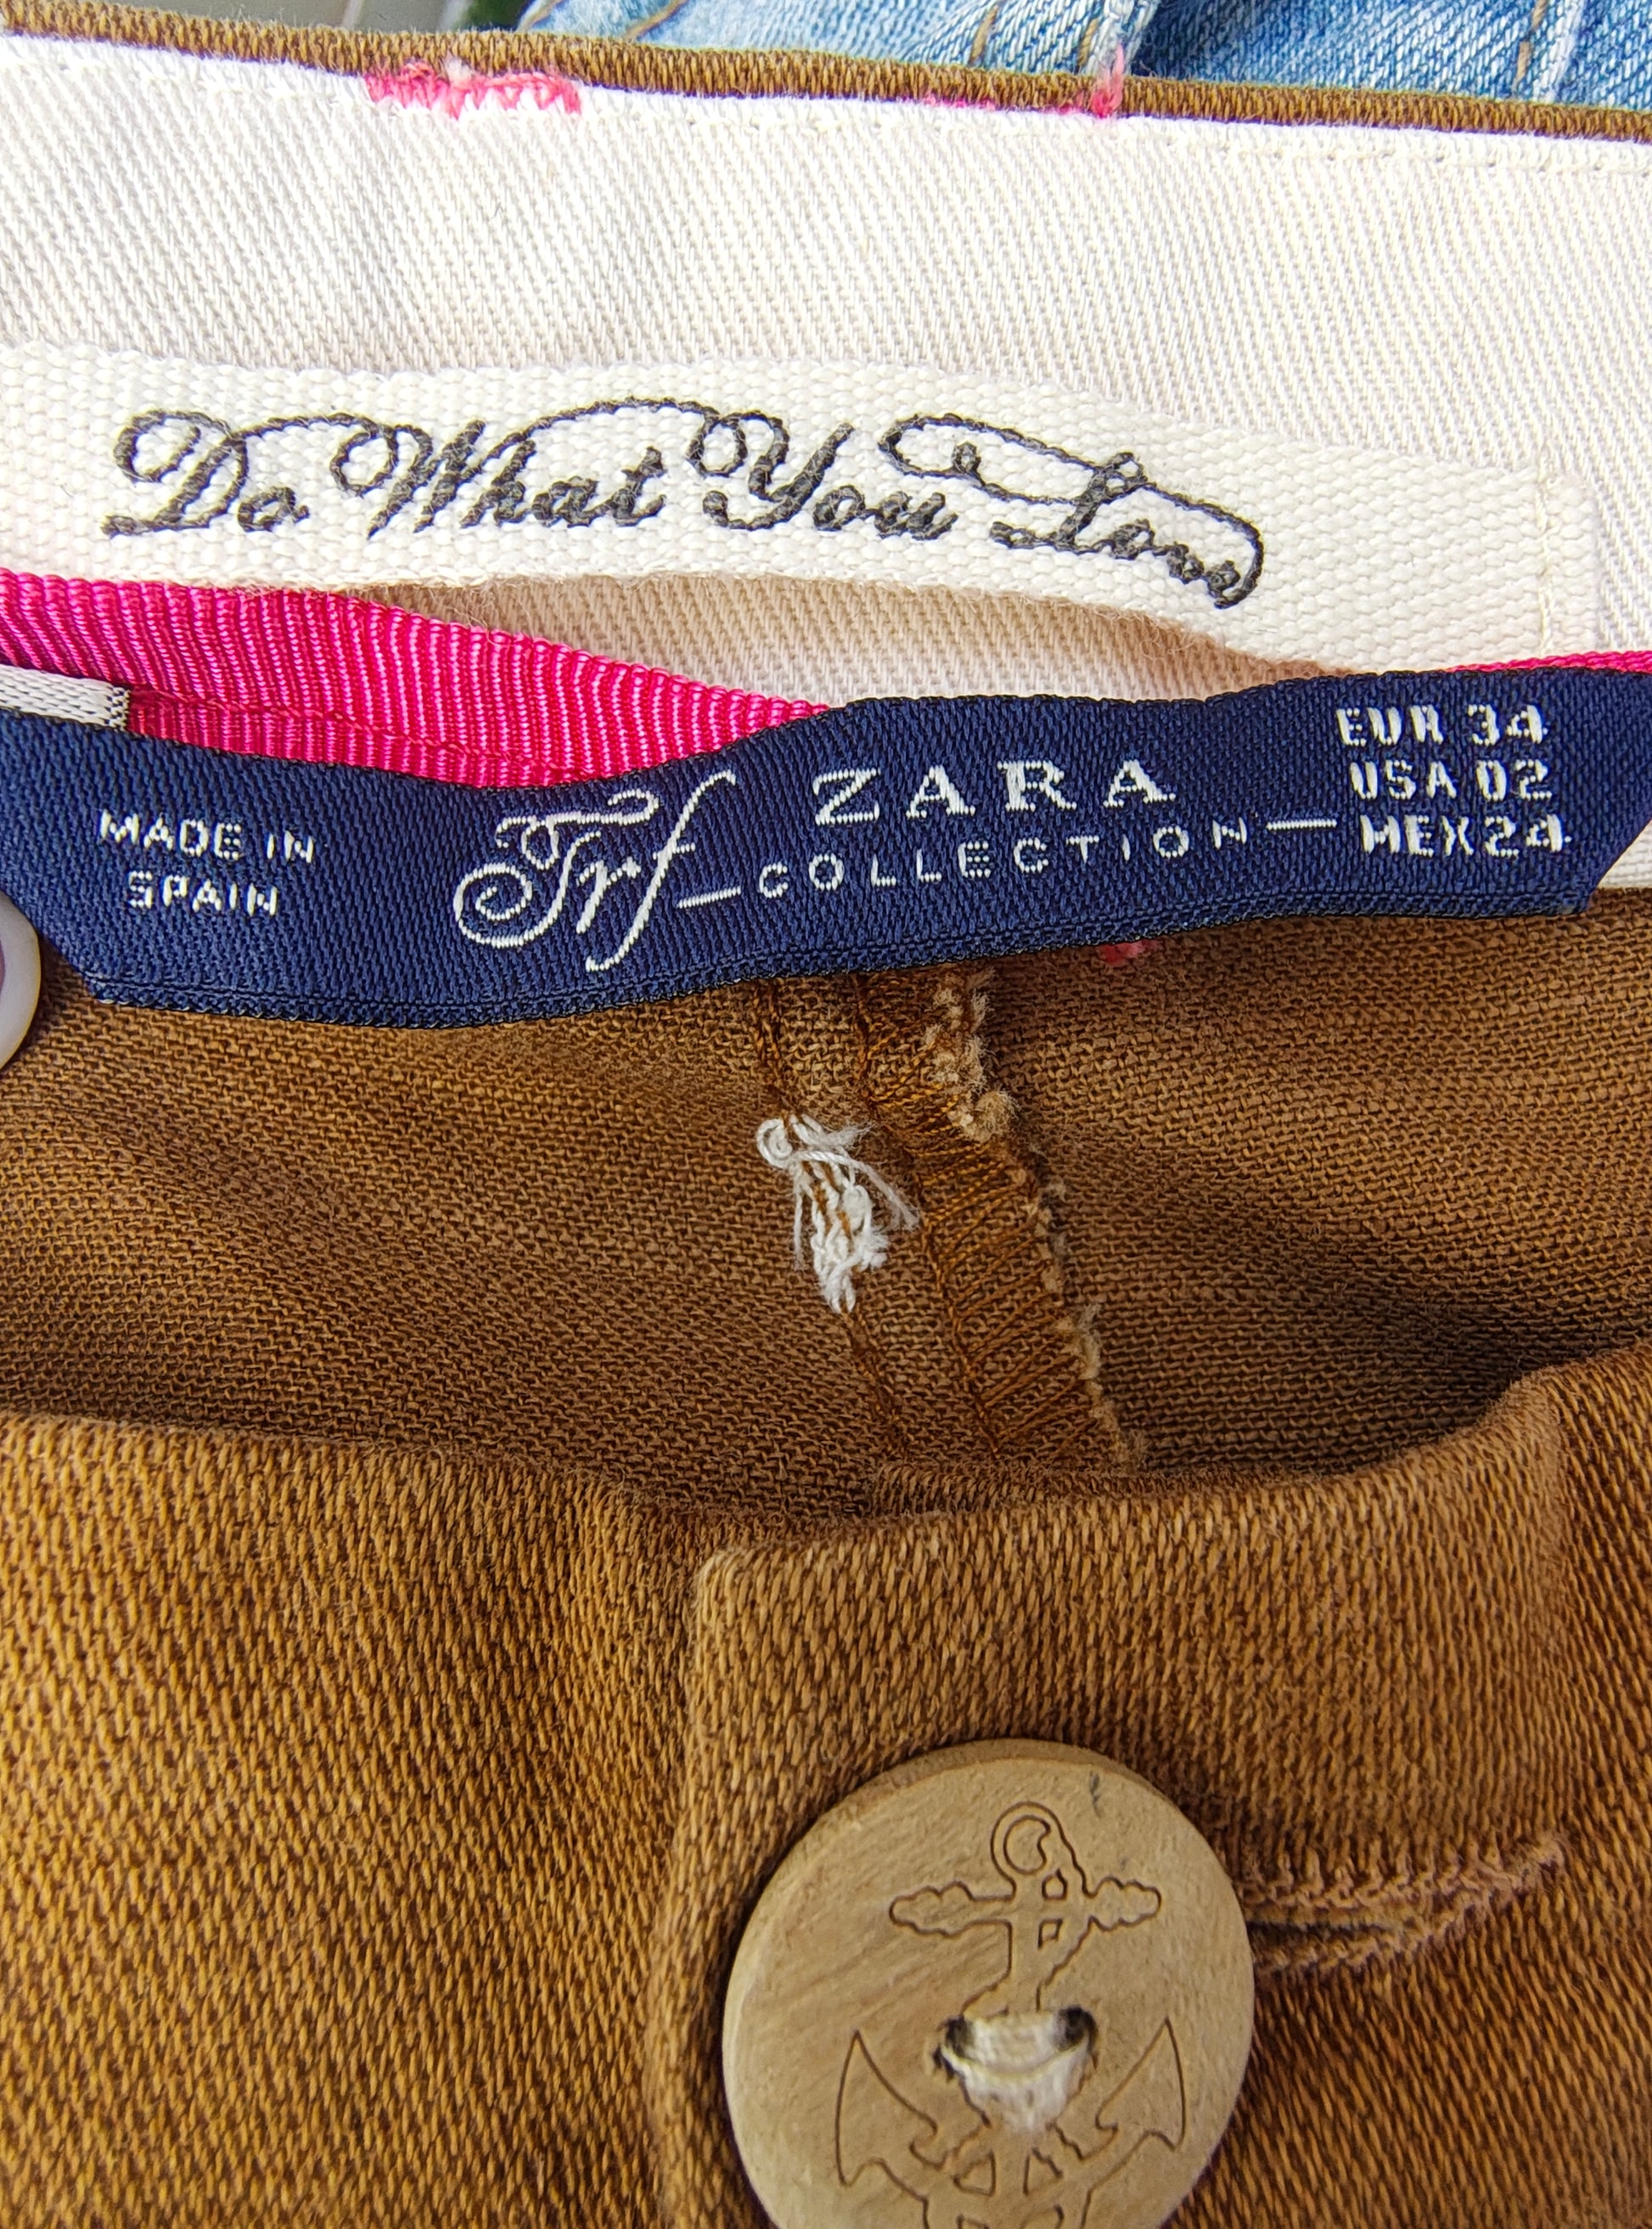 Do What You Love
MADE IN
SPAIN
Trf
ZARA
COLLECTION
EUR 34
USA 02
MEX 24